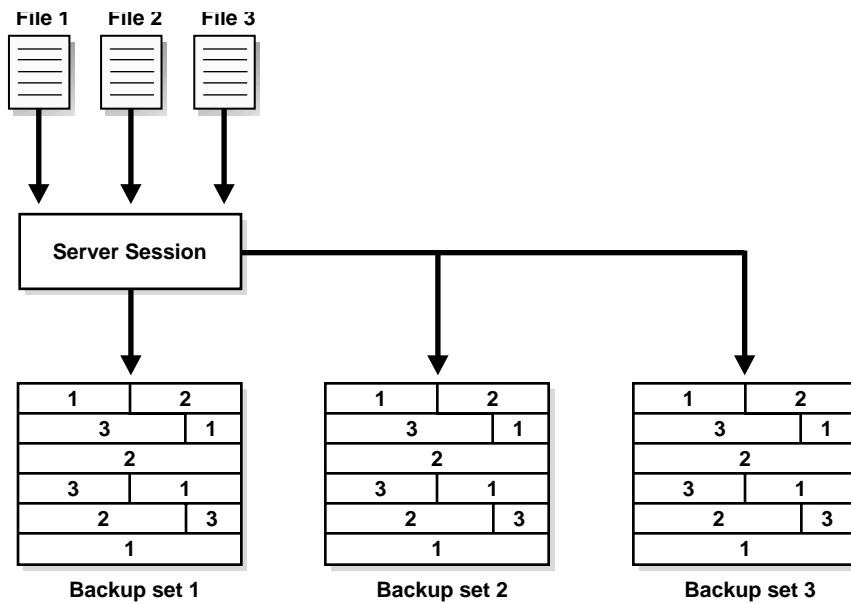 File 1 File 2 File 3
Server Session
1 2 1 2 1 2
3 1 3 1 3 1
2 2 2
3 1 3 1 3 1
2 3 2 3 2 3
1 1 1
Backup set 1 Backup set 2 Backup set 3